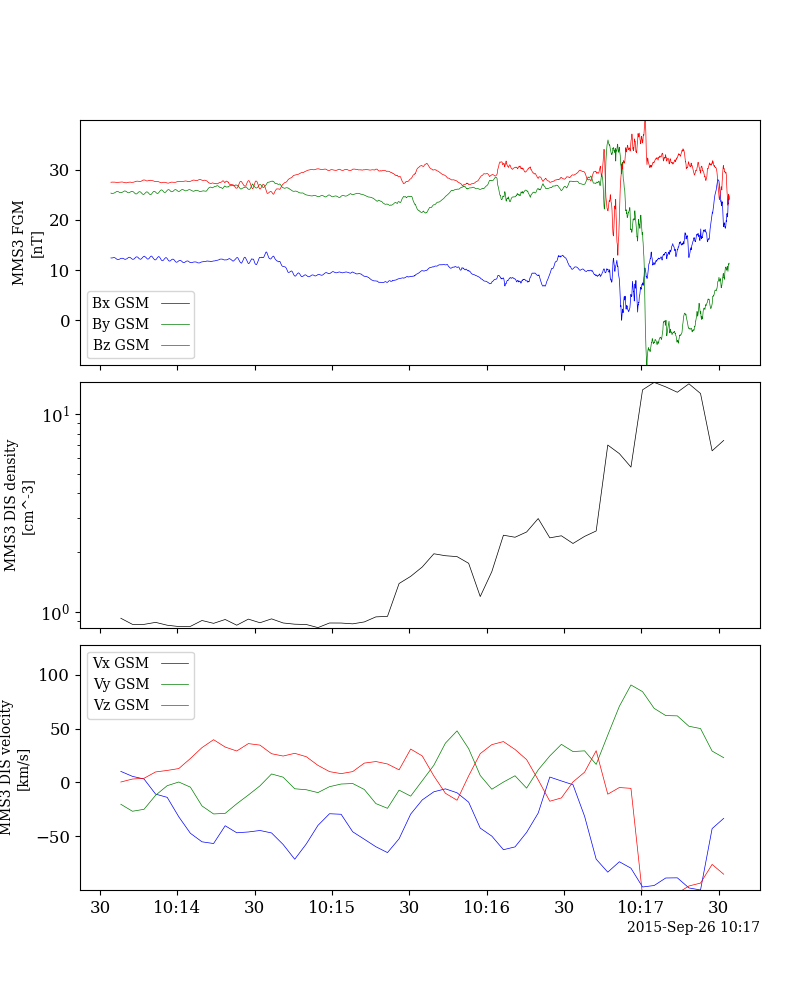 MMS3 FGM
[nT]
30
20
10
0
Bx GSM
By GSM
Bz GSM
MMS3 DIS density
[cm^-3]
10^1
10^0
MMS3 DIS velocity
[km/s]
100
50
0
−50
Vx GSM
Vy GSM
Vz GSM
30 10:14 30 10:15 30 10:16 30 10:17 30
2015-Sep-26 10:17